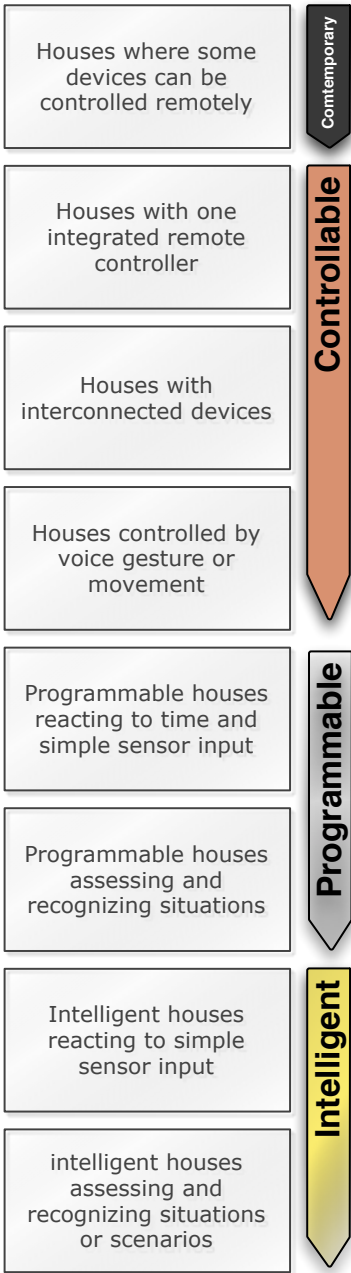 Houses where some
devices can be
controlled remotely
Comtemporary
Houses with one
integrated remote
controller
Houses with
interconnected devices
Houses controlled by
voice gesture or
movement
Controllable
Programmable houses
reacting to time and
simple sensor input
Programmable houses
assessing and
recognizing situations
Programmable
Intelligent houses
reacting to simple
sensor input
intelligent houses
assessing and
recognizing situations
or scenarios
Intelligent